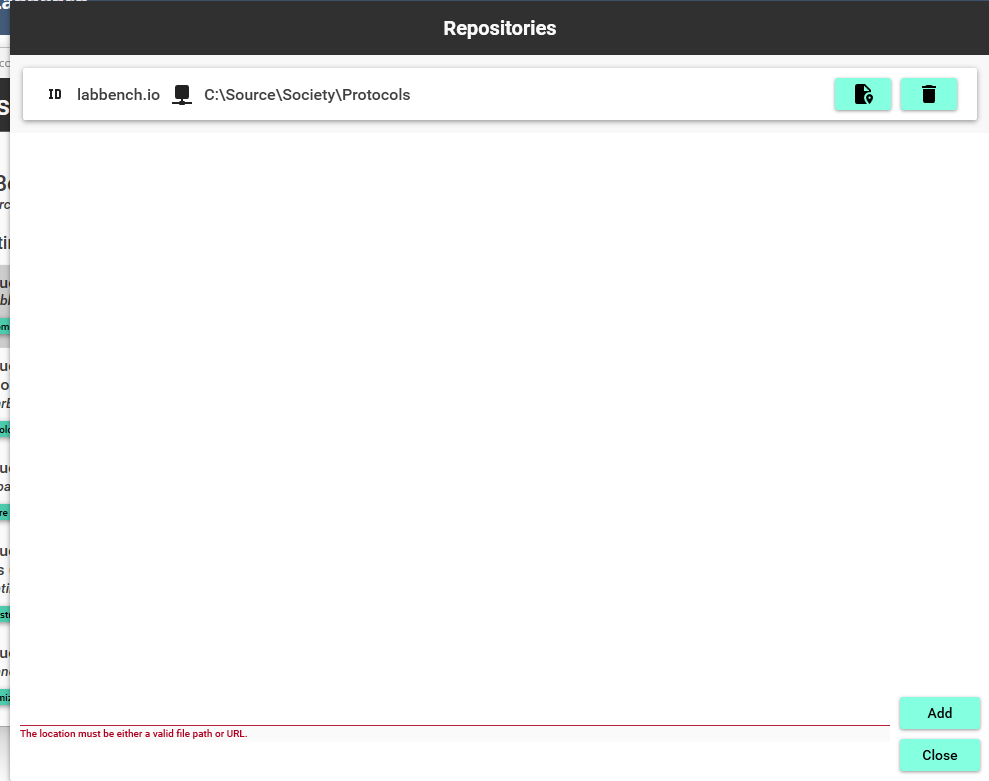 Repositories
ID labbench.io C:\Source\Society\Protocols
The location must be either a valid file path or URL.
Add
Close